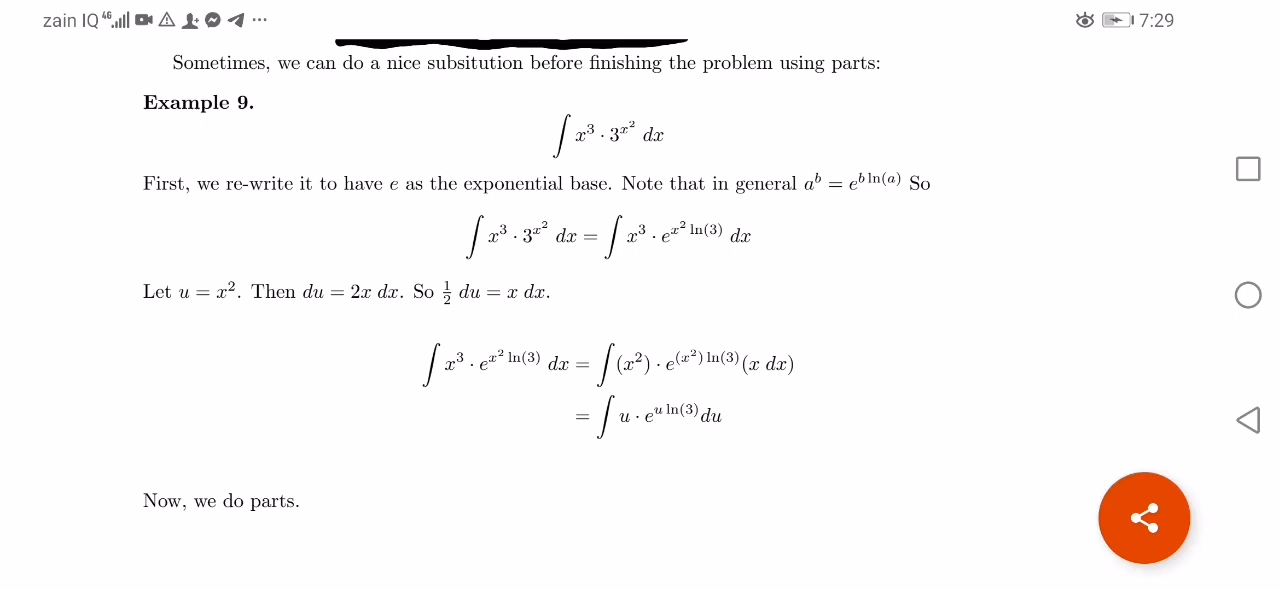 zain IQ 4G 7:29
Sometimes, we can do a nice subsitution before finishing the problem using parts:
Example 9.
∫ x³ · 3^{x²} dx
First, we re-write it to have e as the exponential base. Note that in general a^b = e^{b ln(a)} So
∫ x³ · 3^{x²} dx = ∫ x³ · e^{x² ln(3)} dx
Let u = x². Then du = 2x dx. So ½ du = x dx.
∫ x³ · e^{x² ln(3)} dx = ∫ (x²) · e^{(x²) ln(3)} (x dx)
= ∫ u · e^{u ln(3)} du
Now, we do parts.